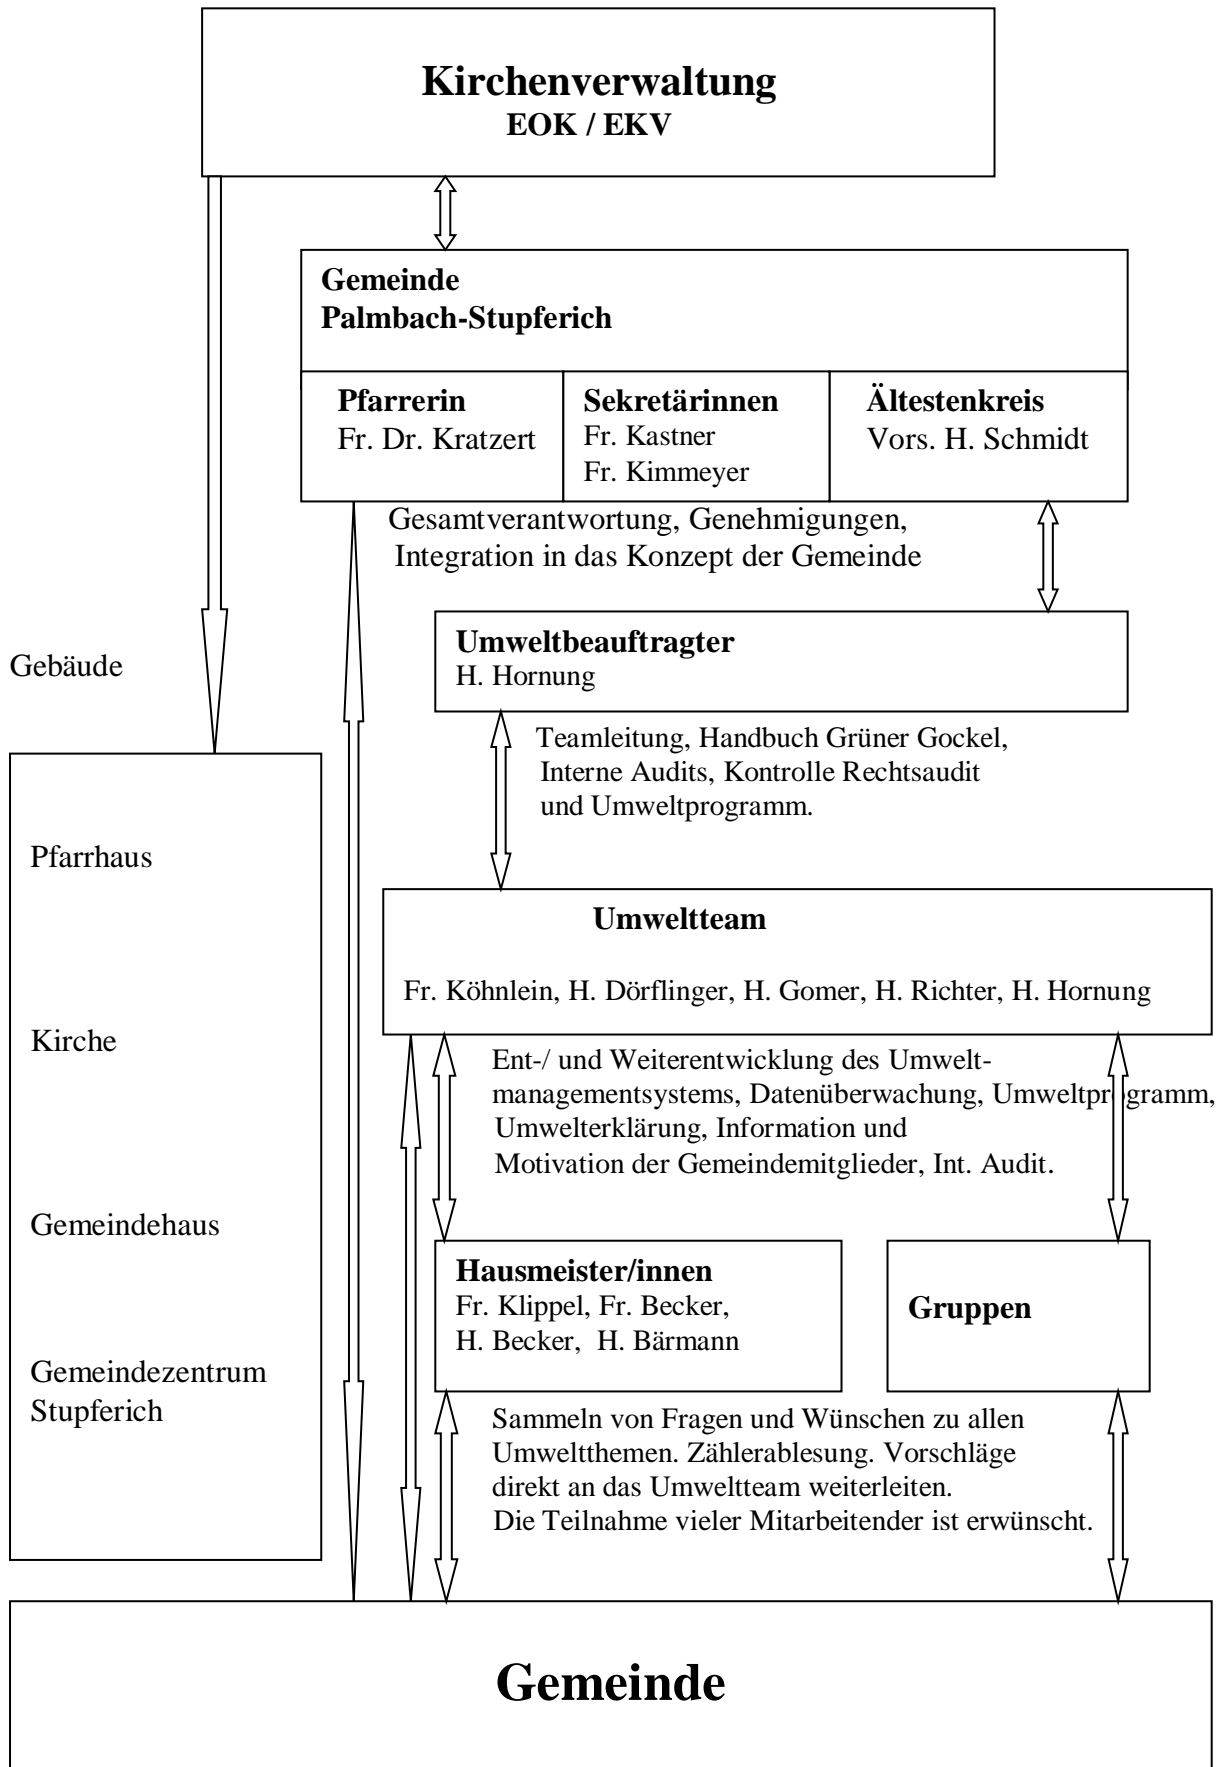 Kirchenverwaltung
EOK / EKV
Gemeinde
Palmbach-Stupferich
Pfarrerin
Fr. Dr. Kratzert
Sekretärinnen
Fr. Kastner
Fr. Kimmeyer
Ältestenkreis
Vors. H. Schmidt
Gesamtverantwortung, Genehmigungen,
Integration in das Konzept der Gemeinde
Umweltbeauftragter
H. Hornung
Teamleitung, Handbuch Grüner Gockel,
Interne Audits, Kontrolle Rechtsaudit
und Umweltprogramm.
Gebäude
Pfarrhaus
Kirche
Gemeindehaus
Gemeindezentrum
Stupferich
Umweltteam
Fr. Köhnlein, H. Dörflinger, H. Gomer, H. Richter, H. Hornung
Ent-/ und Weiterentwicklung des Umwelt-
managementsystems, Datenüberwachung, Umweltprogramm,
Umwelterklärung, Information und
Motivation der Gemeindemitglieder, Int. Audit.
Hausmeister/innen
Fr. Klippel, Fr. Becker,
H. Becker, H. Bärmann
Gruppen
Sammeln von Fragen und Wünschen zu allen
Umweltthemen. Zählerablesung. Vorschläge
direkt an das Umweltteam weiterleiten.
Die Teilnahme vieler Mitarbeitender ist erwünscht.
Gemeinde